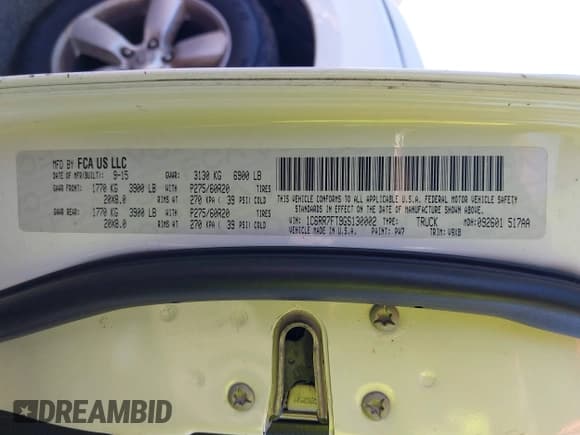 MFD BY FCA US LLC
DATE OF MFR(BUILT): 9-15 GVWR: 3130 KG 6900 LB
GAWR FRONT: 1770 KG 3900 LB WITH P275/60R20 TIRES
20X8.0 RIMS AT 270 KPA ( 39 PSI) COLD
GAWR REAR: 1770 KG 3900 LB WITH P275/60R20 TIRES
20X8.0 RIMS AT 270 KPA ( 39 PSI) COLD
THIS VEHICLE CONFORMS TO ALL APPLICABLE U.S.A. FEDERAL MOTOR VEHICLE SAFETY
STANDARDS IN EFFECT ON THE DATE OF MANUFACTURE SHOWN ABOVE.
VIN: 1C6RR7FT9GS130002 TYPE: TRUCK MDH: 092601 517AA
VEHICLE MADE IN U.S.A. PAINT: PW7 TRIM: V9X8
DREAMBID